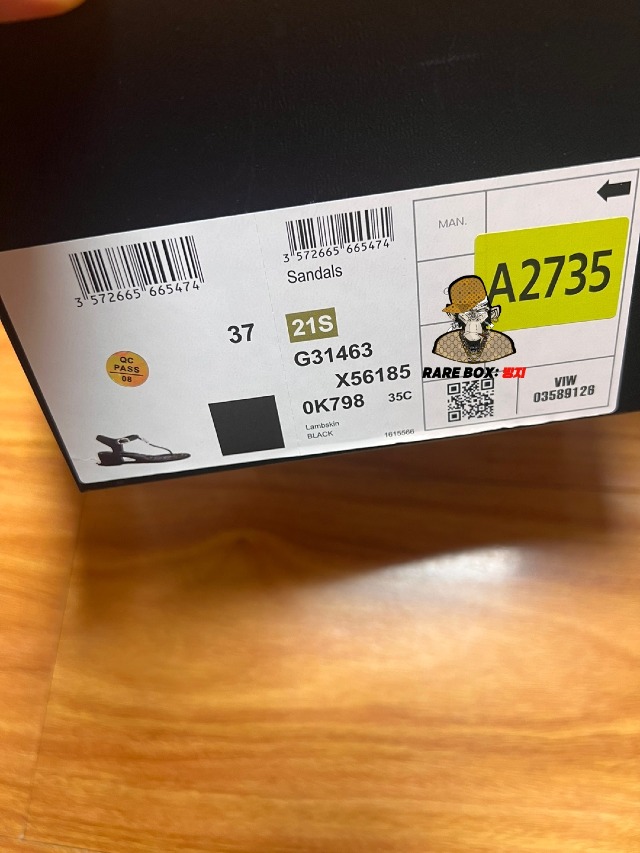 3 572665 665474
3 572665 665474
Sandals
37
21S
G31463
X56185
0K798 35C
Lambskin
BLACK
1615566
QC
PASS
08
MAN.
A2735
RARE BOX:
VIW
03589126